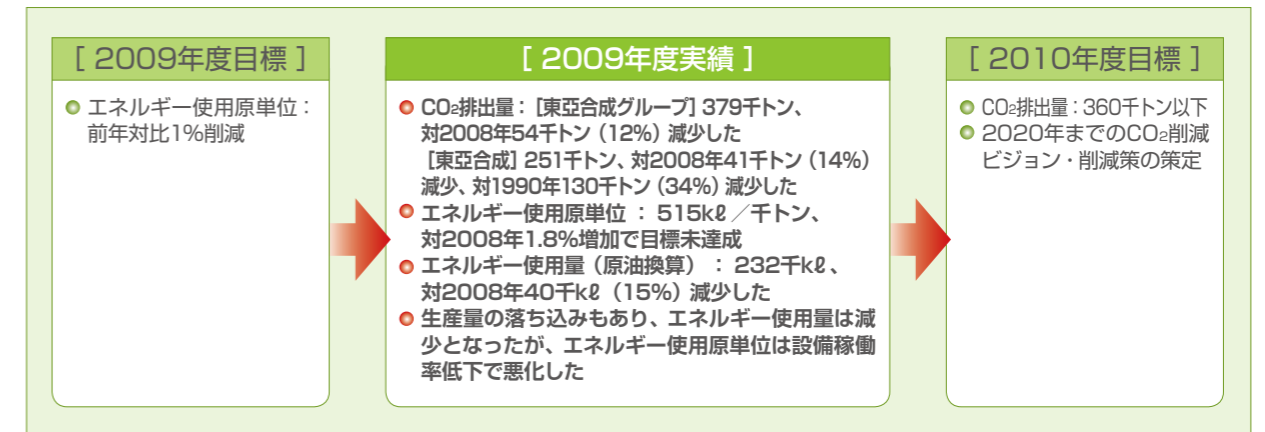 [ 2009年度目標 ]
エネルギー使用原単位：
前年対比1％削減
[ 2009年度実績 ]
CO₂排出量：［東亞合成グループ］379千トン、
対2008年54千トン（12％）減少した
［東亞合成］251千トン、対2008年41千トン（14％）
減少、対1990年130千トン（34％）減少した
エネルギー使用原単位 ： 515kℓ ／千トン、
対2008年1.8％増加で目標未達成
エネルギー使用量（原油換算） ： 232千kℓ 、
対2008年40千kℓ（15％）減少した
生産量の落ち込みもあり、エネルギー使用量は減
少となったが、エネルギー使用原単位は設備稼働
率低下で悪化した
[ 2010年度目標 ]
CO₂排出量：360千トン以下
2020年までのCO₂削減
ビジョン・削減策の策定